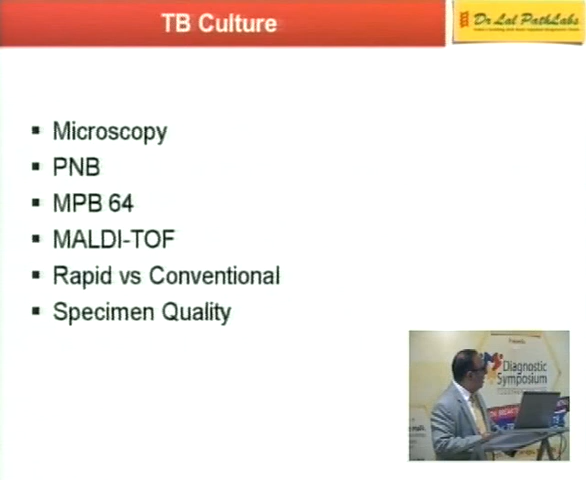 TB Culture
Dr Lal PathLabs
Microscopy
PNB
MPB 64
MALDI-TOF
Rapid vs Conventional
Specimen Quality
Diagnostic
Symposium